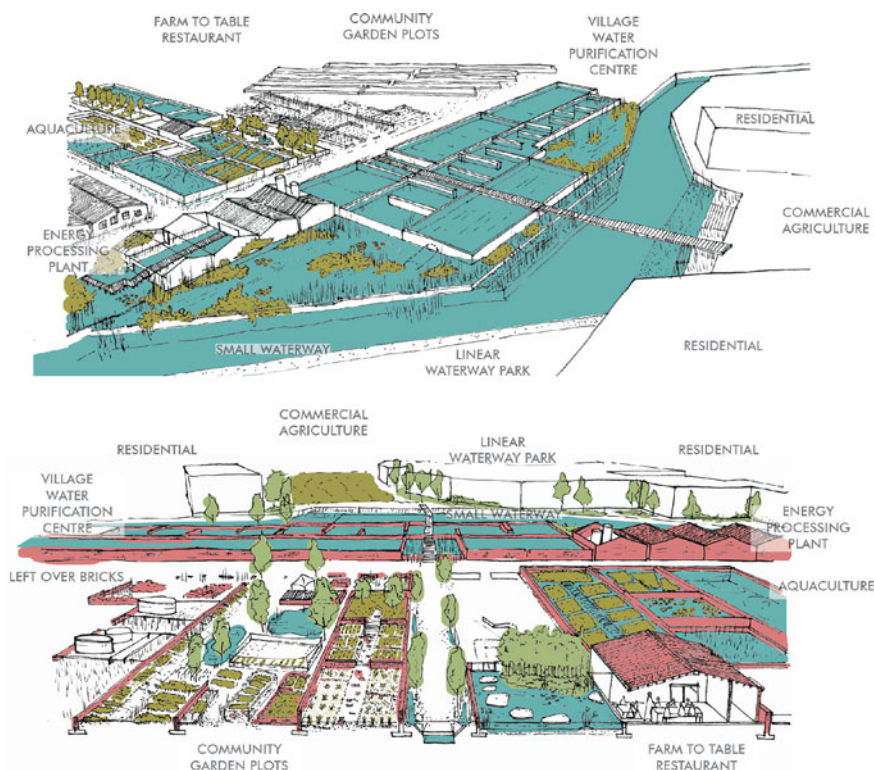 FARM TO TABLE
RESTAURANT
COMMUNITY
GARDEN PLOTS
VILLAGE
WATER
PURIFICATION
CENTRE
AQUACULTURE
RESIDENTIAL
ENERGY
PROCESSING
PLANT
COMMERCIAL
AGRICULTURE
SMALL WATERWAY
LINEAR
WATERWAY PARK
RESIDENTIAL
COMMERCIAL
AGRICULTURE
RESIDENTIAL
LINEAR
WATERWAY PARK
RESIDENTIAL
VILLAGE
WATER
PURIFICATION
CENTRE
SMALL WATERWAY
ENERGY
PROCESSING
PLANT
LEFT OVER BRICKS
AQUACULTURE
COMMUNITY
GARDEN PLOTS
FARM TO TABLE
RESTAURANT